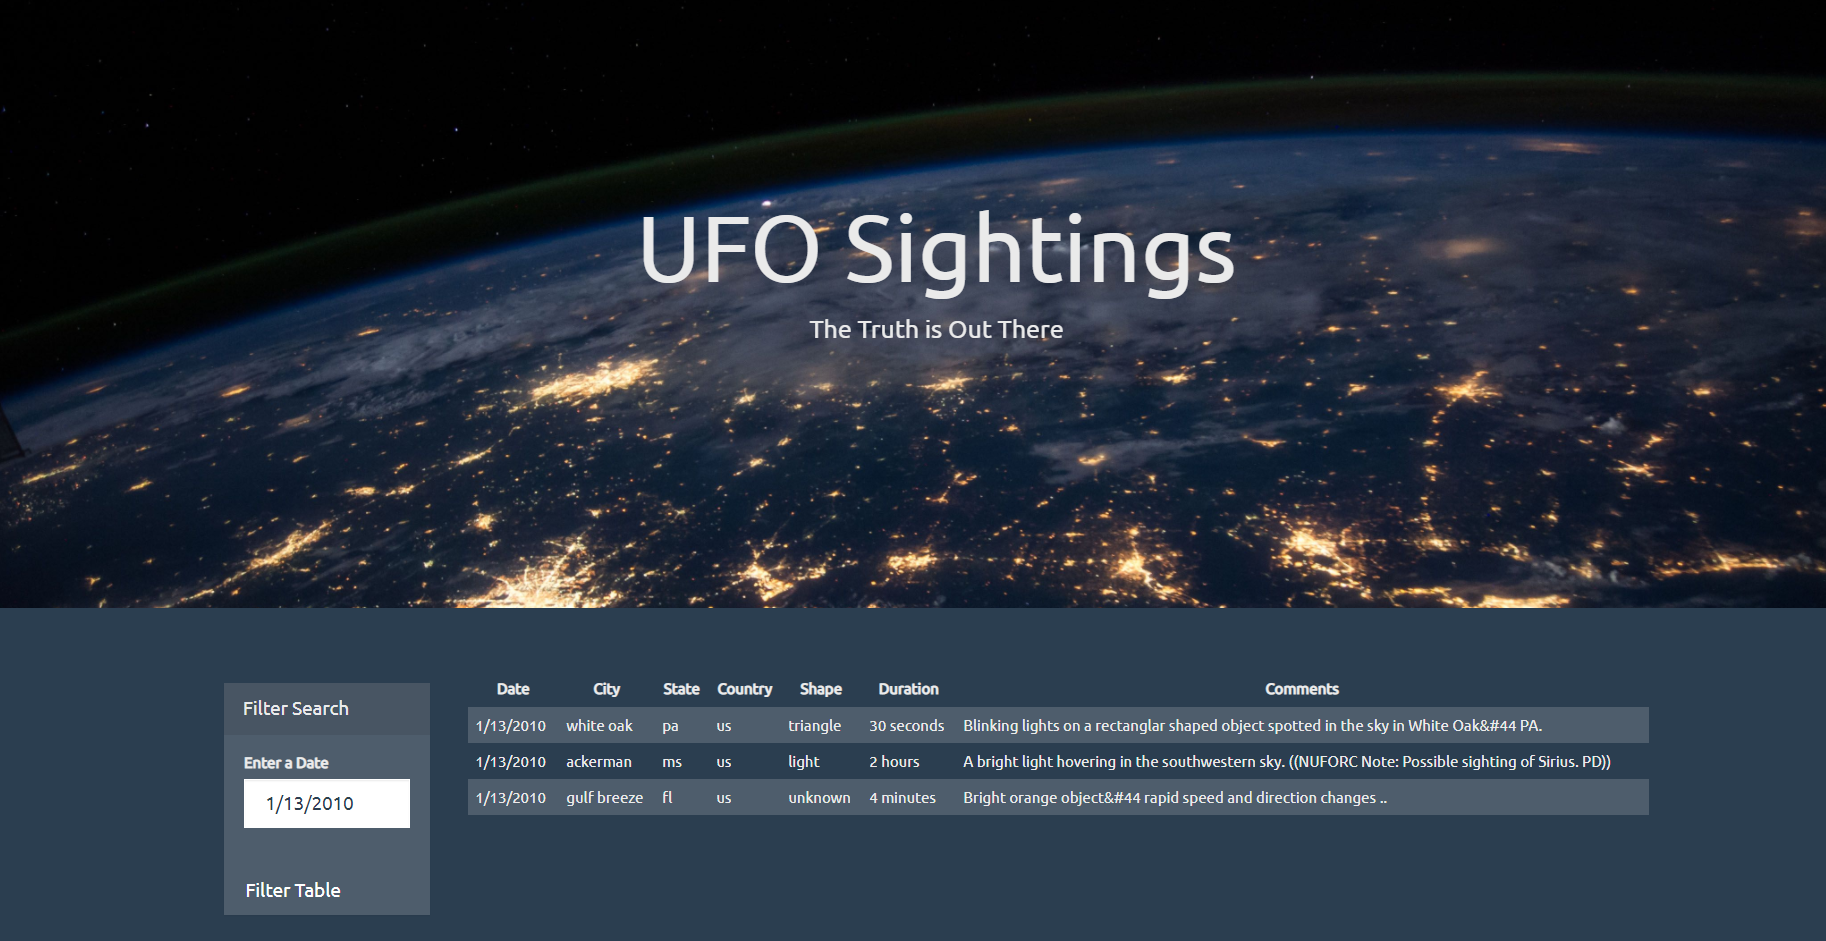 UFO Sightings
The Truth is Out There
Filter Search
Enter a Date
1/13/2010
Filter Table
Date City State Country Shape Duration Comments
1/13/2010 white oak pa us triangle 30 seconds Blinking lights on a rectanglar shaped object spotted in the sky in White Oak&#44 PA.
1/13/2010 ackerman ms us light 2 hours A bright light hovering in the southwestern sky. ((NUFORC Note: Possible sighting of Sirius. PD))
1/13/2010 gulf breeze fl us unknown 4 minutes Bright orange object&#44 rapid speed and direction changes ..